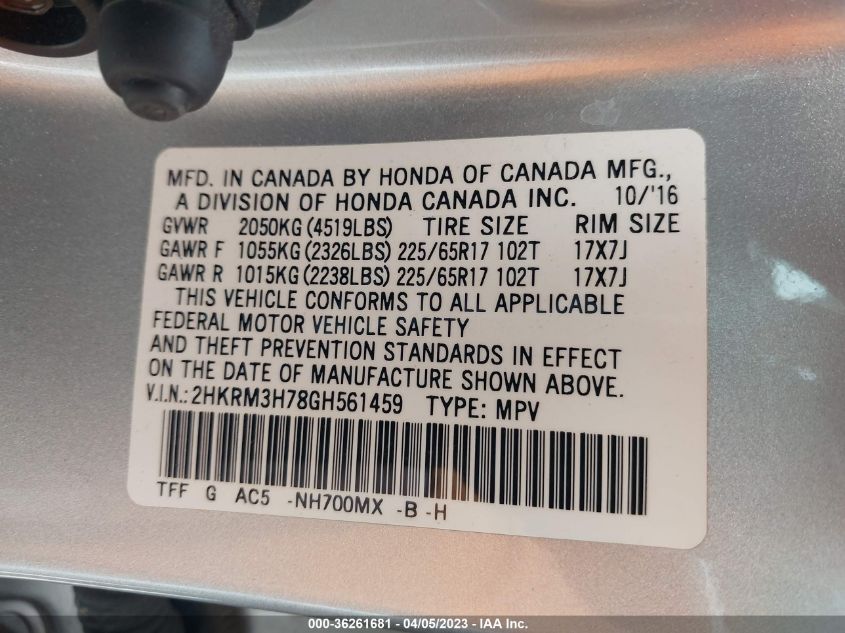 MFD. IN CANADA BY HONDA OF CANADA MFG.,
A DIVISION OF HONDA CANADA INC. 10/'16
GVWR 2050KG (4519LBS) TIRE SIZE RIM SIZE
GAWR F 1055KG (2326LBS) 225/65R17 102T 17X7J
GAWR R 1015KG (2238LBS) 225/65R17 102T 17X7J
THIS VEHICLE CONFORMS TO ALL APPLICABLE
FEDERAL MOTOR VEHICLE SAFETY
AND THEFT PREVENTION STANDARDS IN EFFECT
ON THE DATE OF MANUFACTURE SHOWN ABOVE.
V.I.N.: 2HKRM3H78GH561459 TYPE: MPV
TFF G AC5 -NH700MX -B -H
000-36261681 - 04/05/2023 - IAA Inc.